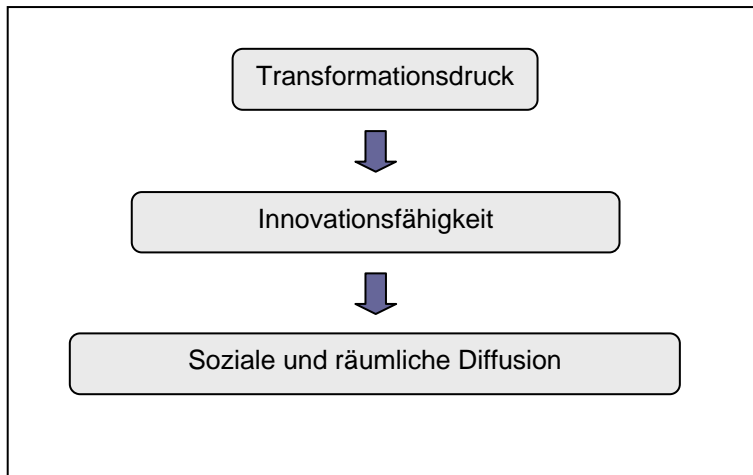 Transformationsdruck
Innovationsfähigkeit
Soziale und räumliche Diffusion